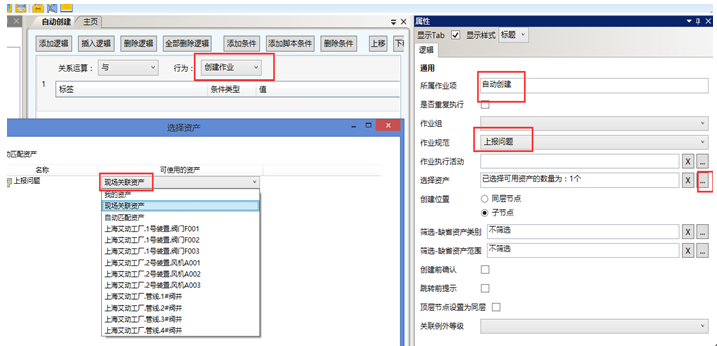 自动创建 主页
添加逻辑 插入逻辑 删除逻辑 全部删除逻辑 添加条件 添加脚本条件 删除条件 上移
关系运算： 与 行为： 创建作业
1
标签 条件类型 值
选择资产
动匹配资产
名称 可使用的资产
上报问题 现场关联资产
我的资产
现场关联资产
自动匹配资产
上海艾动工厂.1号装置.阀门F001
上海艾动工厂.1号装置.阀门F002
上海艾动工厂.1号装置.阀门F003
上海艾动工厂.2号装置.风机A001
上海艾动工厂.2号装置.风机A002
上海艾动工厂.2号装置.风机A003
上海艾动工厂.管线.1#阀井
上海艾动工厂.管线.2#阀井
上海艾动工厂.管线.3#阀井
上海艾动工厂.管线.4#阀井
属性
显示Tab 显示样式 标题
逻辑
通用
所属作业项 自动创建
是否重复执行
作业组
作业规范 上报问题
作业执行活动 X ...
选择资产 已选择可用资产的数量为：1个 X ...
创建位置 同层节点
子节点
筛选-缺省资产类别 不筛选 X ...
筛选-缺省资产范围 不筛选 X ...
创建前确认
跳转前提示
顶层节点设置为同层
关联例外等级